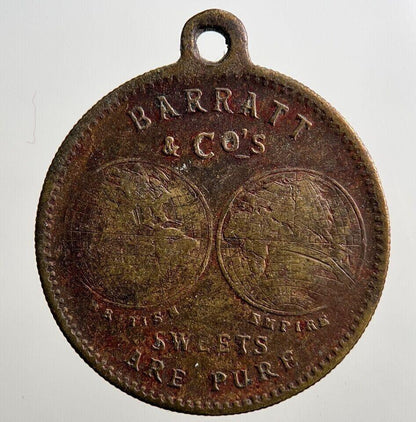 BARRATT
& CO'S
BRITISH EMPIRE
SWEETS
ARE PURE